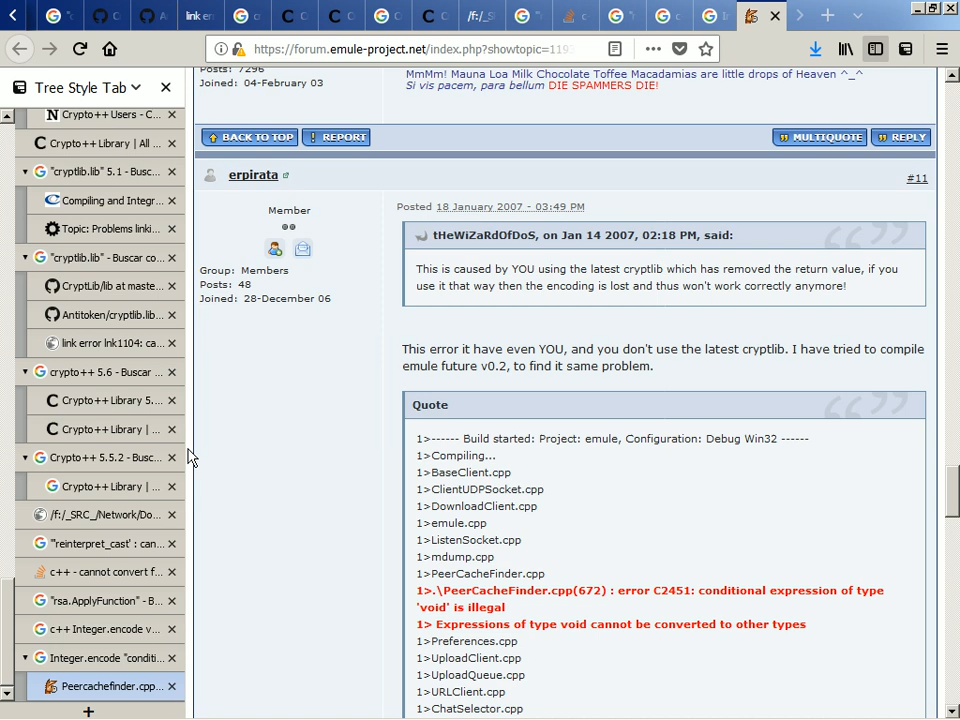 "c
C
link err
cr
C
C
C
C
/f:/_S
"
c
"
c
In
https://forum.emule-project.net/index.php?showtopic=119
Tree Style Tab
Crypto++ Users - C...
Crypto++ Library | All ...
"cryptlib.lib" 5.1 - Busc...
Compiling and Integr...
Topic: Problems linki...
"cryptlib.lib" - Buscar co...
CryptLib/lib at maste...
Antitoken/cryptlib.lib...
link error lnk1104: ca...
crypto++ 5.6 - Buscar ...
Crypto++ Library 5....
Crypto++ Library | ...
Crypto++ 5.5.2 - Busc...
Crypto++ Library | ...
/f:/_SRC_/Network/Do...
"'reinterpret_cast' : can...
c++ - cannot convert f...
"rsa.ApplyFunction" - B...
c++ Integer.encode v...
Integer.encode "conditi...
Peercachefinder.cpp...
Posts: 7296
Joined: 04-February 03
MmMm! Mauna Loa Milk Chocolate Toffee Macadamias are little drops of Heaven ^_^
Si vis pacem, para bellum DIE SPAMMERS DIE!
BACK TO TOP
REPORT
MULTIQUOTE
REPLY
erpirata
#11
Member
Group: Members
Posts: 48
Joined: 28-December 06
Posted 18 January 2007 - 03:49 PM
tHeWiZaRdOfDoS, on Jan 14 2007, 02:18 PM, said:
This is caused by YOU using the latest cryptlib which has removed the return value, if you
use it that way then the encoding is lost and thus won't work correctly anymore!
This error it have even YOU, and you don't use the latest cryptlib. I have tried to compile
emule future v0.2, to find it same problem.
Quote
1>------ Build started: Project: emule, Configuration: Debug Win32 ------
1>Compiling...
1>BaseClient.cpp
1>ClientUDPSocket.cpp
1>DownloadClient.cpp
1>emule.cpp
1>ListenSocket.cpp
1>mdump.cpp
1>PeerCacheFinder.cpp
1>.\PeerCacheFinder.cpp(672) : error C2451: conditional expression of type
'void' is illegal
1> Expressions of type void cannot be converted to other types
1>Preferences.cpp
1>UploadClient.cpp
1>UploadQueue.cpp
1>URLClient.cpp
1>ChatSelector.cpp